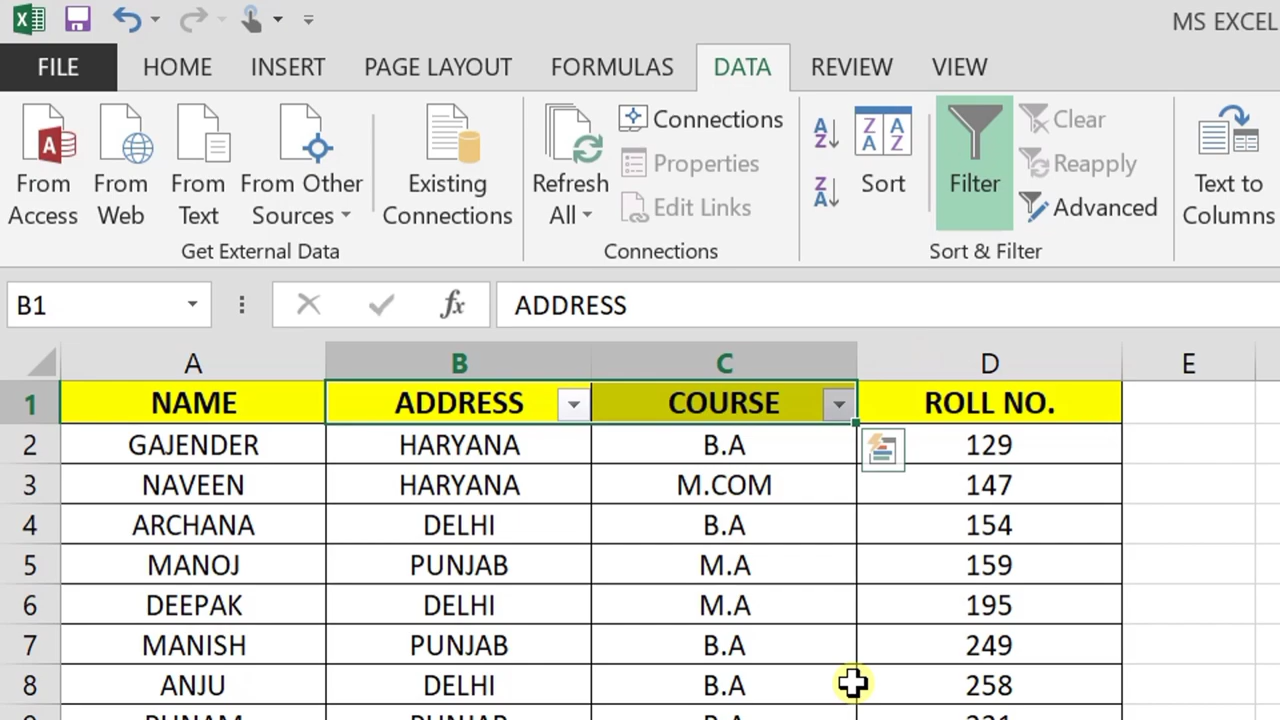 MS EXCEL
FILE HOME INSERT PAGE LAYOUT FORMULAS DATA REVIEW VIEW
From Access
From Web
From Text
From Other Sources
Existing Connections
Get External Data
Refresh All
Connections
Properties
Edit Links
Connections
A Z
Z A
Z A A Z
Sort
Filter
Clear
Reapply
Advanced
Sort & Filter
Text to Columns
B1 fx ADDRESS
A B C D E
1 NAME ADDRESS COURSE ROLL NO.
2 GAJENDER HARYANA B.A 129
3 NAVEEN HARYANA M.COM 147
4 ARCHANA DELHI B.A 154
5 MANOJ PUNJAB M.A 159
6 DEEPAK DELHI M.A 195
7 MANISH PUNJAB B.A 249
8 ANJU DELHI B.A 258